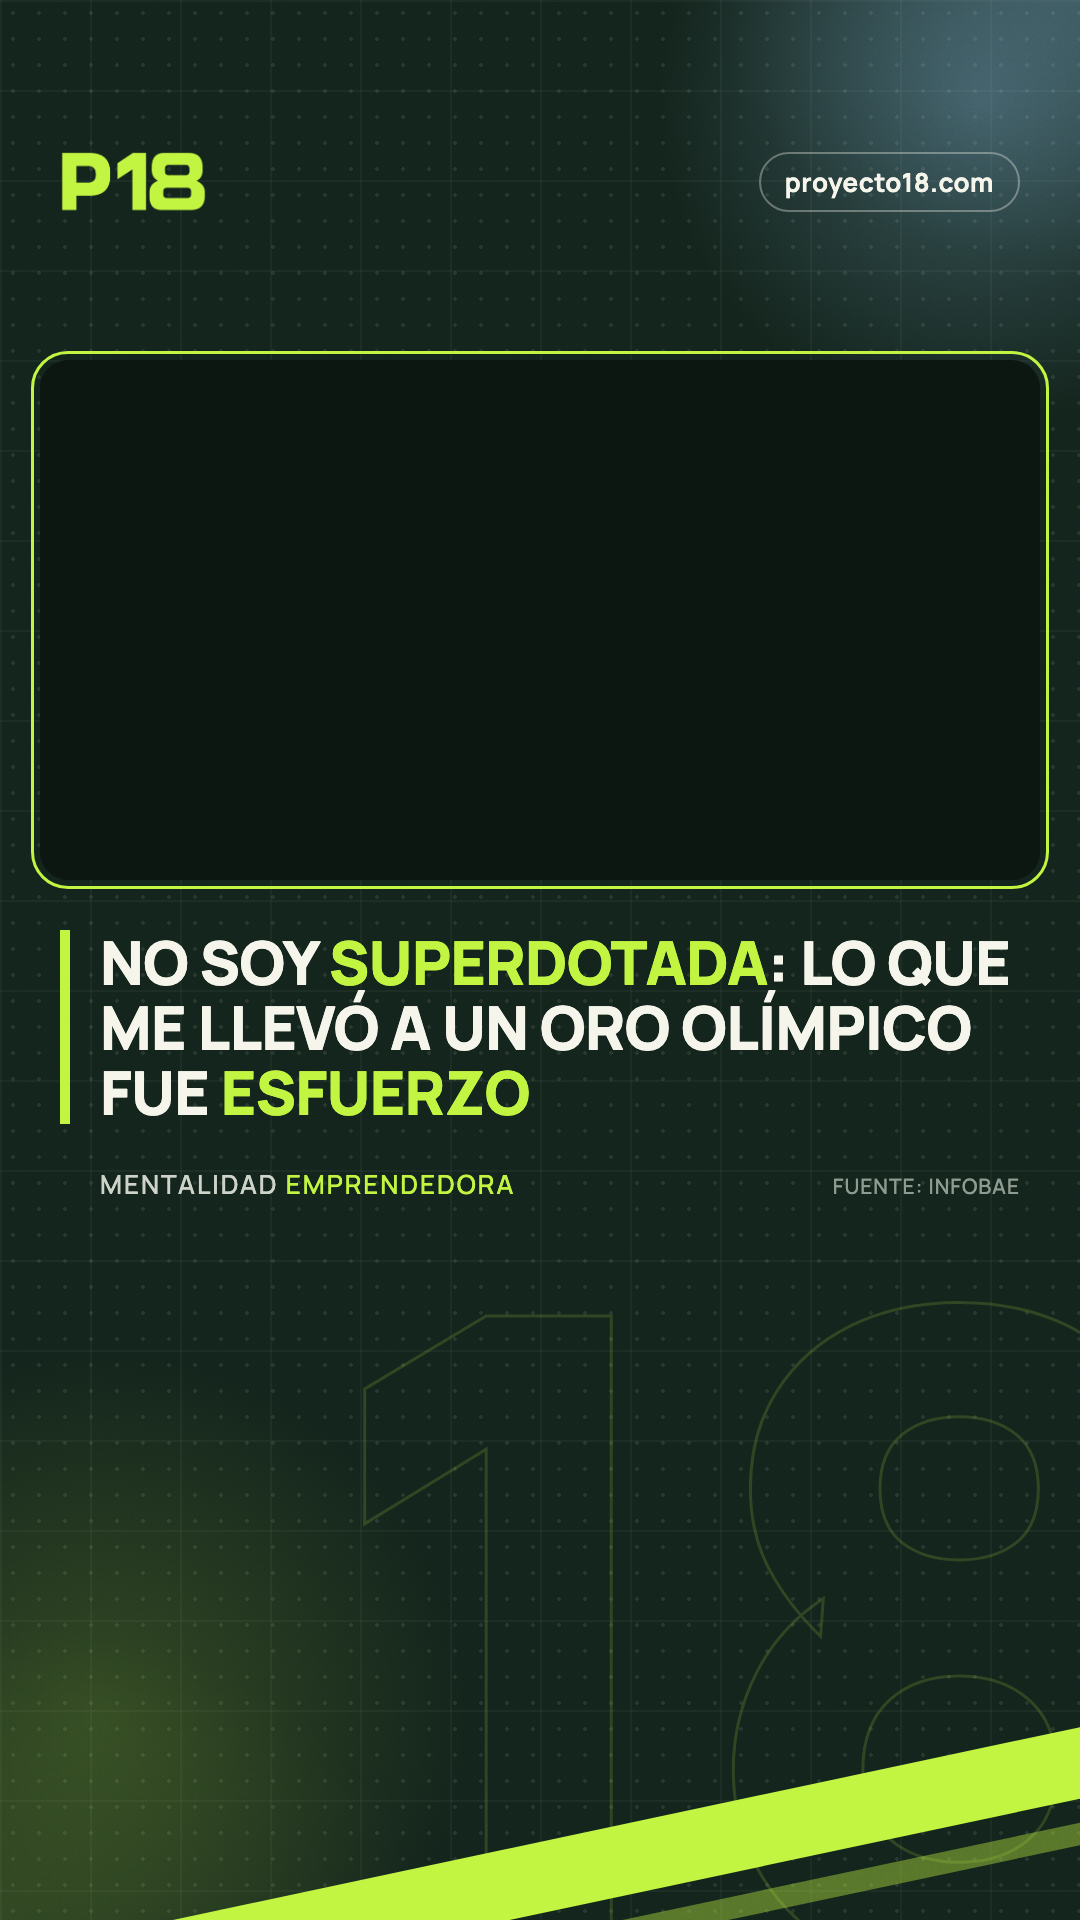 P18
proyecto18.com
NO SOY SUPERDOTADA: LO QUE
ME LLEVÓ A UN ORO OLÍMPICO
FUE ESFUERZO
MENTALIDAD EMPRENDEDORA
FUENTE: INFOBAE
18